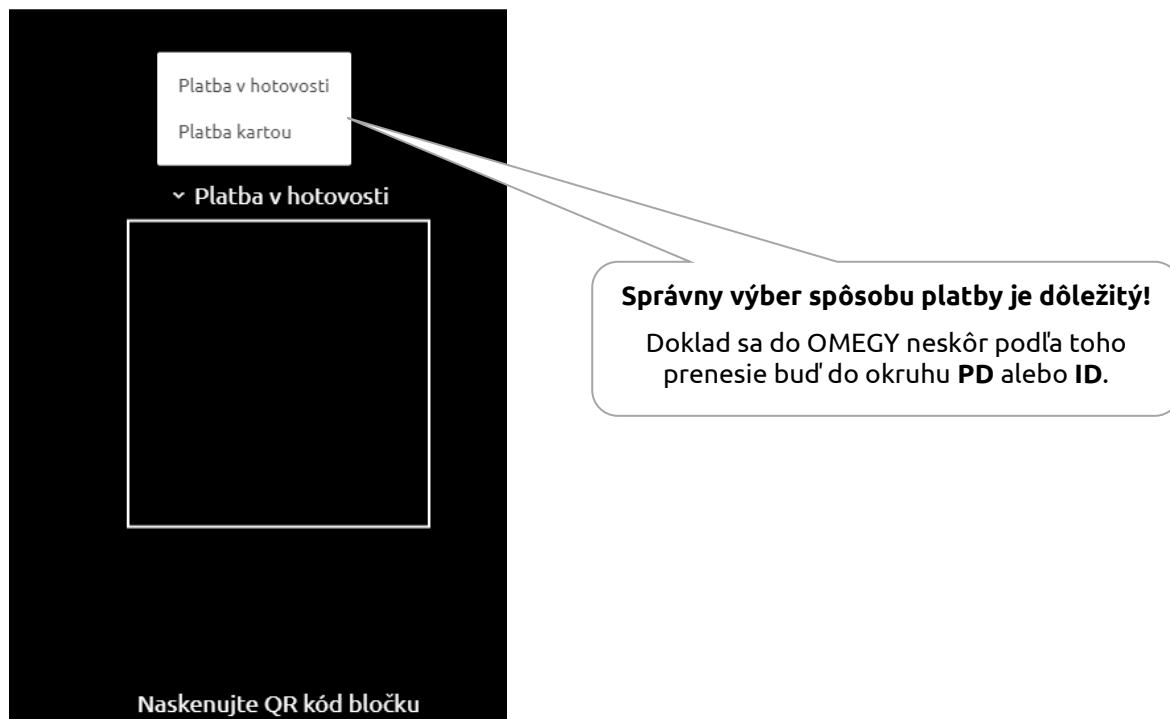 Platba v hotovosti
Platba kartou
Platba v hotovosti
Správny výber spôsobu platby je dôležitý!
Doklad sa do OMEGY neskôr podľa toho
prenesie buď do okruhu PD alebo ID.
Naskenujte QR kód bločku